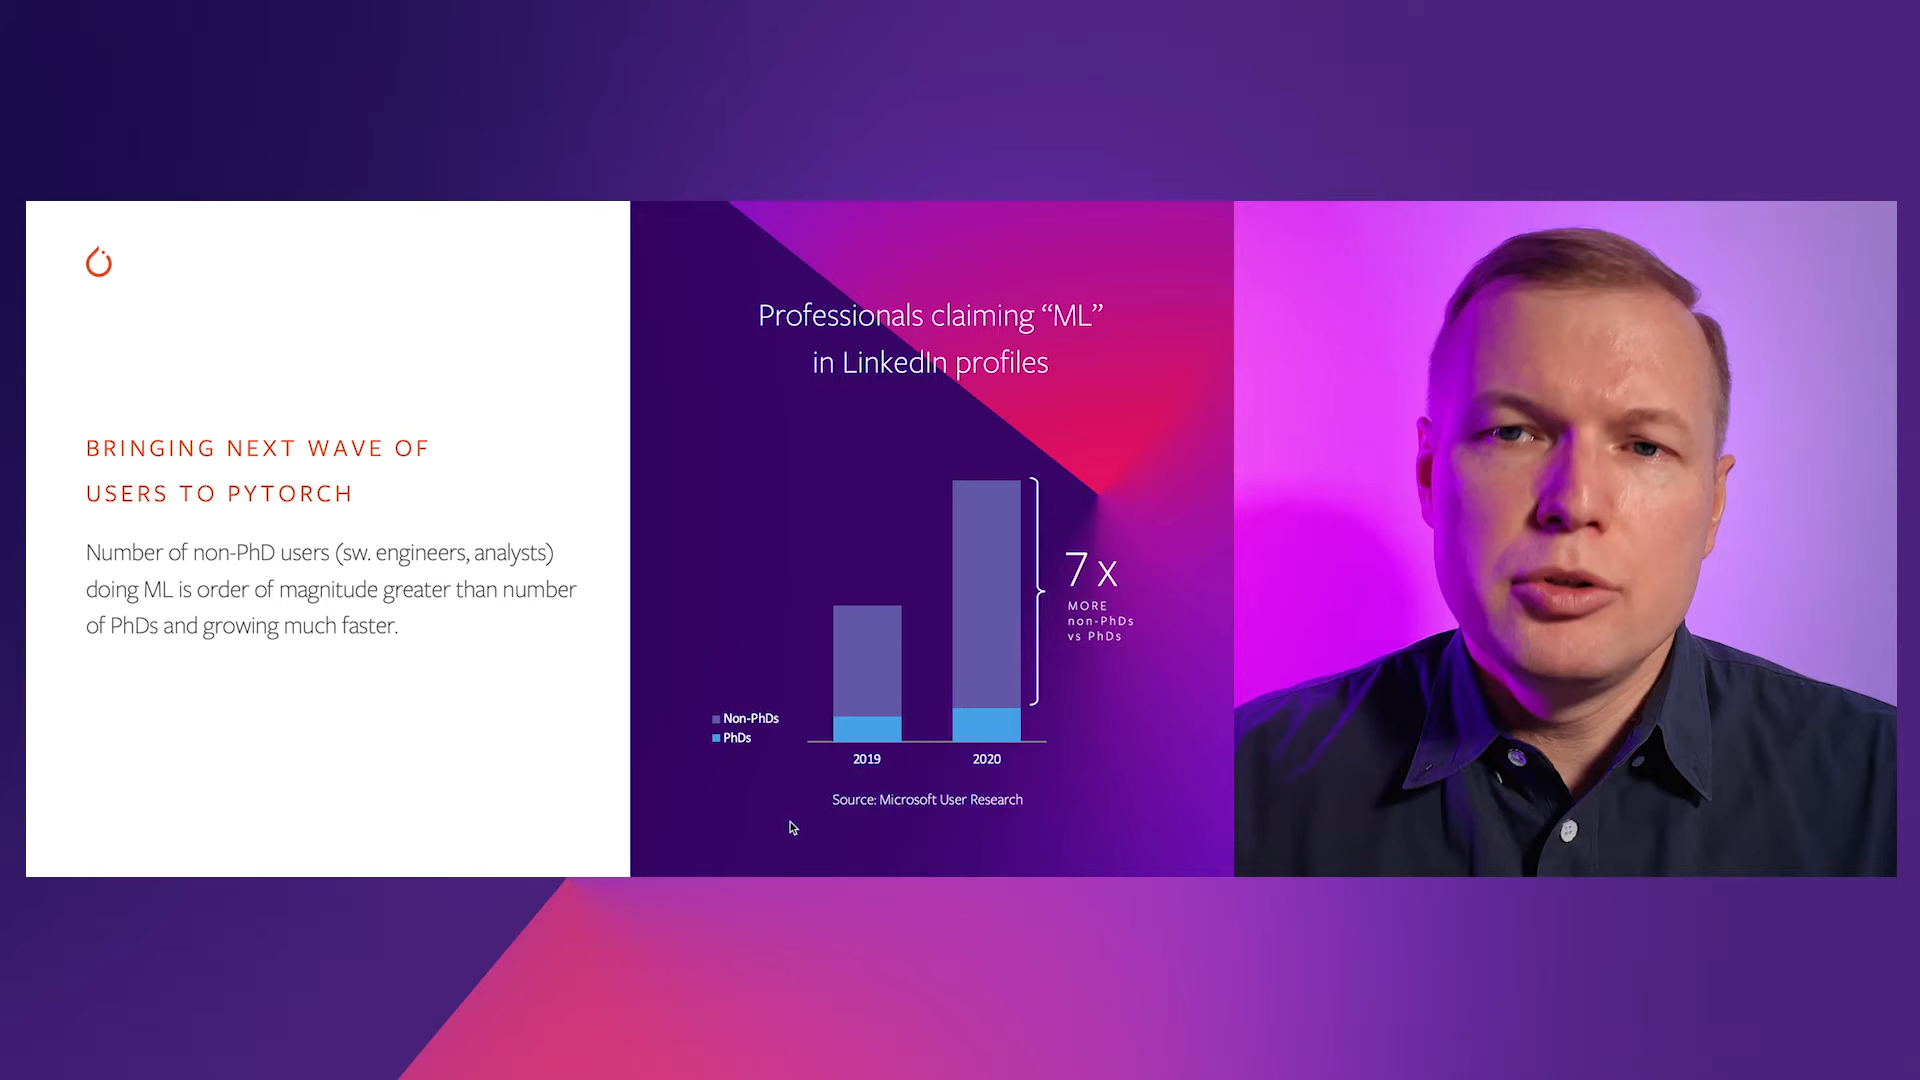 BRINGING NEXT WAVE OF
USERS TO PYTORCH
Number of non-PhD users (sw. engineers, analysts)
doing ML is order of magnitude greater than number
of PhDs and growing much faster.
Professionals claiming “ML”
in LinkedIn profiles
7 x
MORE
non-PhDs
vs PhDs
Non-PhDs
PhDs
2019
2020
Source: Microsoft User Research